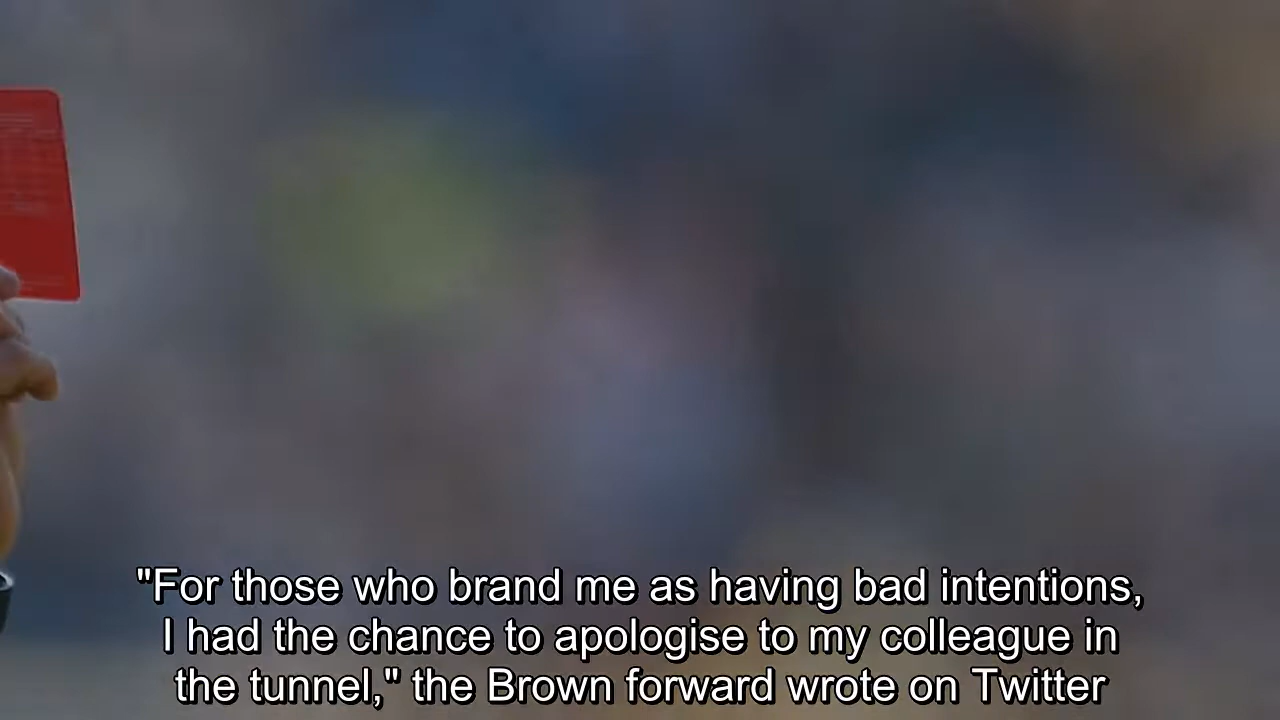 "For those who brand me as having bad intentions,
I had the chance to apologise to my colleague in
the tunnel," the Brown forward wrote on Twitter